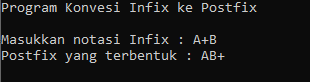 Program Konvesi Infix ke Postfix
Masukkan notasi Infix : A+B
Postfix yang terbentuk : AB+